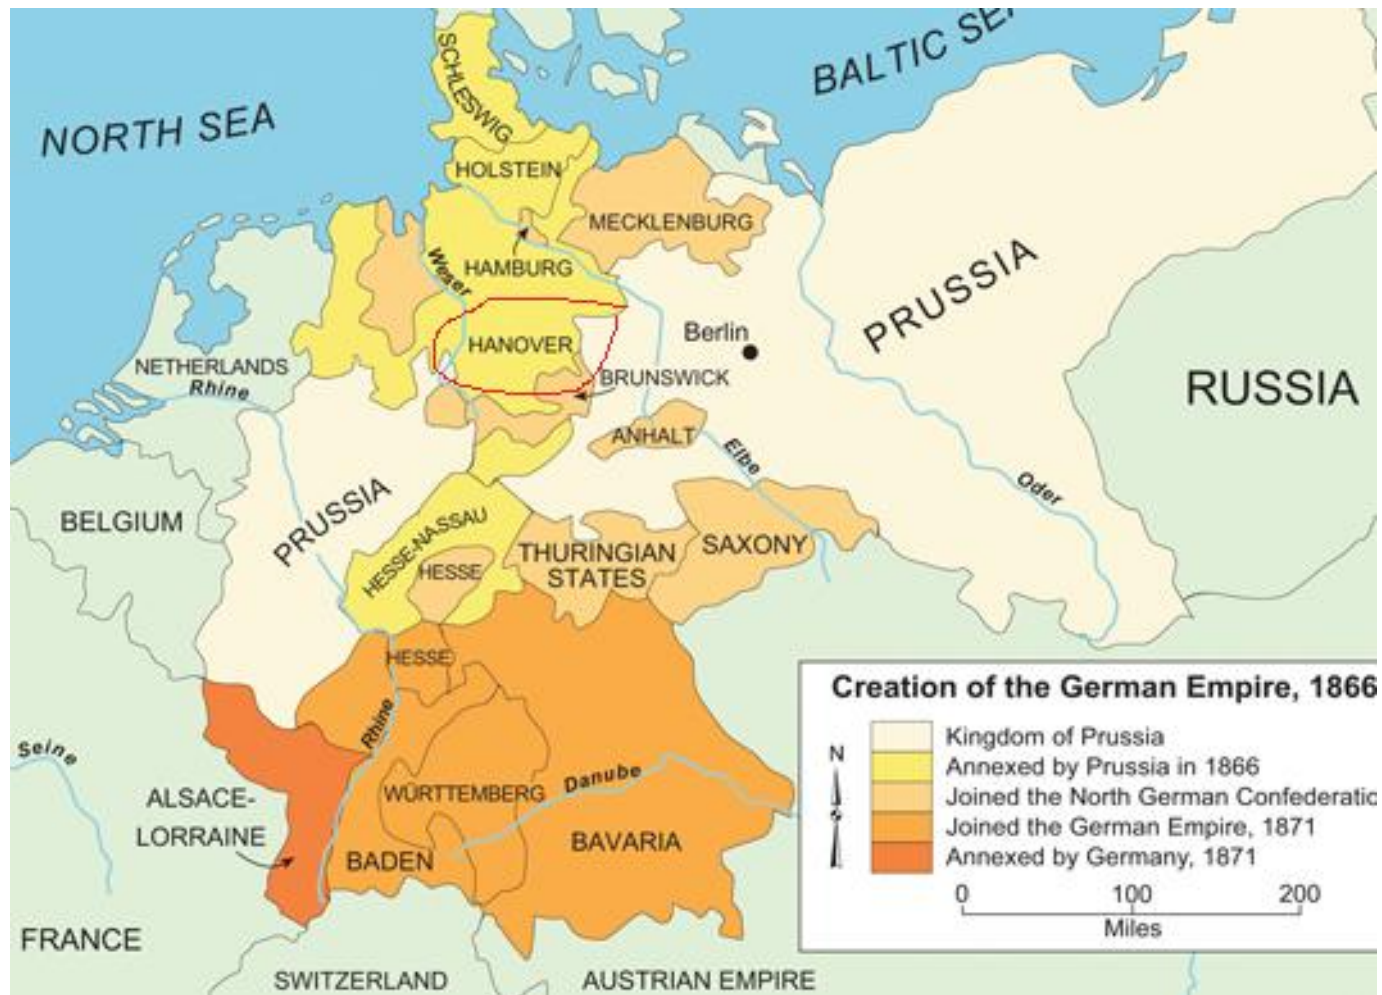 NORTH SEA
BALTIC SE
SCHLESWIG
HOLSTEIN
MECKLENBURG
Weser
HAMBURG
PRUSSIA
HANOVER
Berlin
NETHERLANDS
Rhine
BRUNSWICK
RUSSIA
ANHALT
Elbe
Oder
BELGIUM
PRUSSIA
HESSE-NASSAU
HESSE
THURINGIAN
STATES
SAXONY
HESSE
Rhine
Seine
ALSACE-
LORRAINE
WÜRTTEMBERG
Danube
BADEN
BAVARIA
FRANCE
SWITZERLAND
AUSTRIAN EMPIRE
Creation of the German Empire, 1866
N
Kingdom of Prussia
Annexed by Prussia in 1866
Joined the North German Confederatio
Joined the German Empire, 1871
Annexed by Germany, 1871
0 100 200
Miles